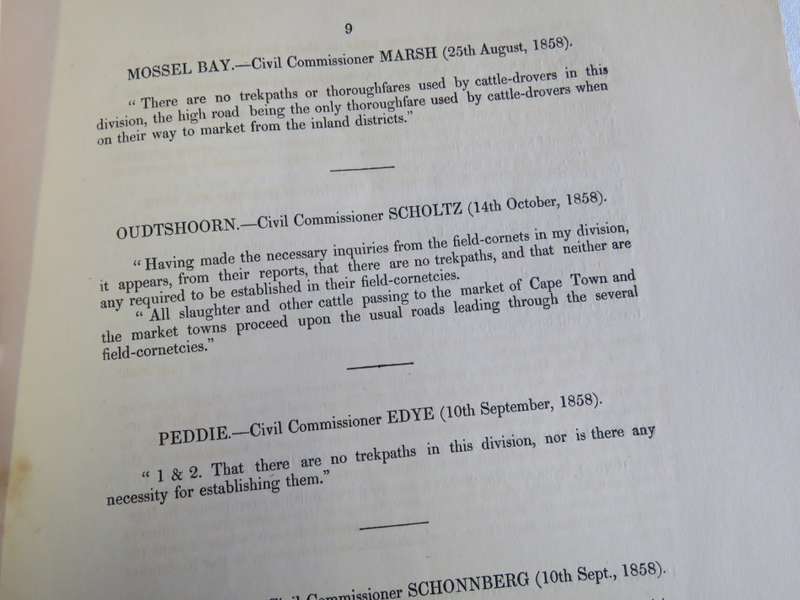 9
MOSSEL BAY.—Civil Commissioner MARSH (25th August, 1858).
“ There are no trekpaths or thoroughfares used by cattle-drovers in this
division, the high road being the only thoroughfare used by cattle-drovers when
on their way to market from the inland districts.”
OUDTSHOORN.—Civil Commissioner SCHOLTZ (14th October, 1858).
“ Having made the necessary inquiries from the field-cornets in my division,
it appears, from their reports, that there are no trekpaths, and that neither are
any required to be established in their field-cornetcies.
“ All slaughter and other cattle passing to the market of Cape Town and
the market towns proceed upon the usual roads leading through the several
field-cornetcies.”
PEDDIE.—Civil Commissioner EDYE (10th September, 1858).
“ 1 & 2. That there are no trekpaths in this division, nor is there any
necessity for establishing them.”
Civil Commissioner SCHONNBERG (10th Sept., 1858).